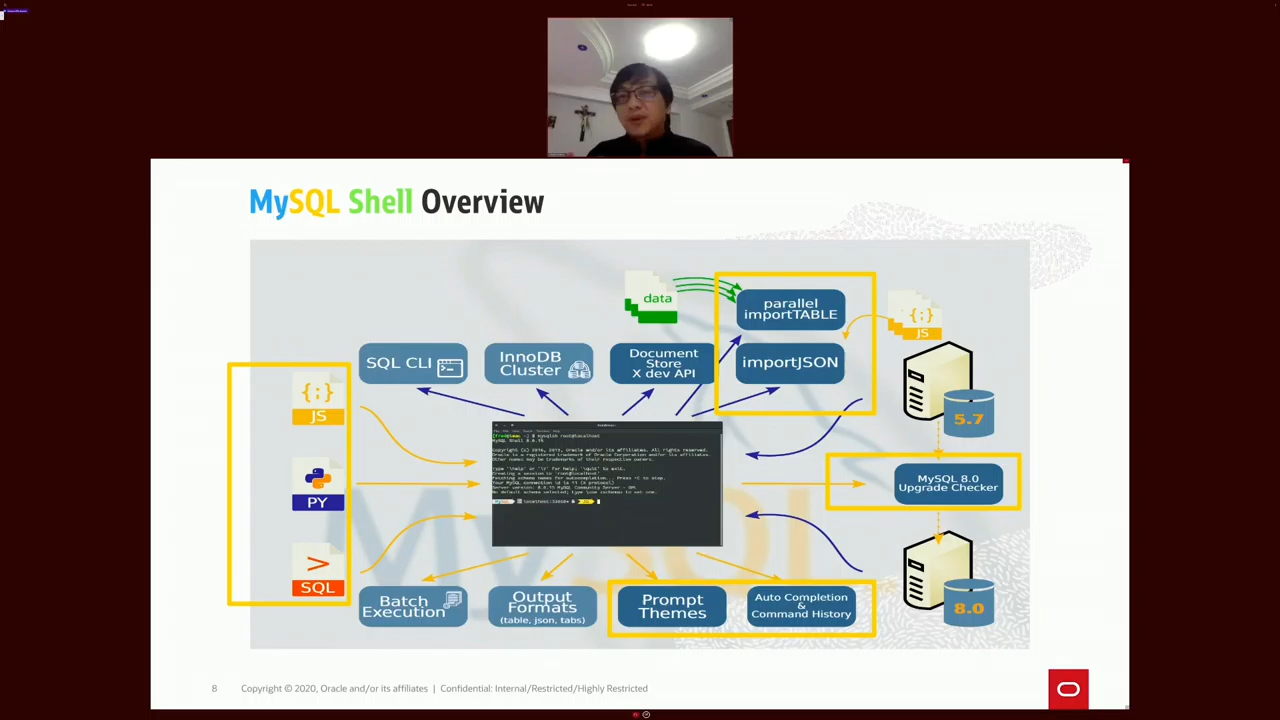 MySQL Shell Overview
data
parallel
importTABLE
{;}
JS
SQL CLI
InnoDB
Cluster
Document
Store
X dev API
importJSON
{;}
JS
5.7
PY
MySQL 8.0
Upgrade Checker
>
SQL
Batch
Execution
Output
Formats
(table, json, tabs)
Prompt
Themes
Auto Completion
&
Command History
8.0
8 Copyright © 2020, Oracle and/or its affiliates | Confidential: Internal/Restricted/Highly Restricted